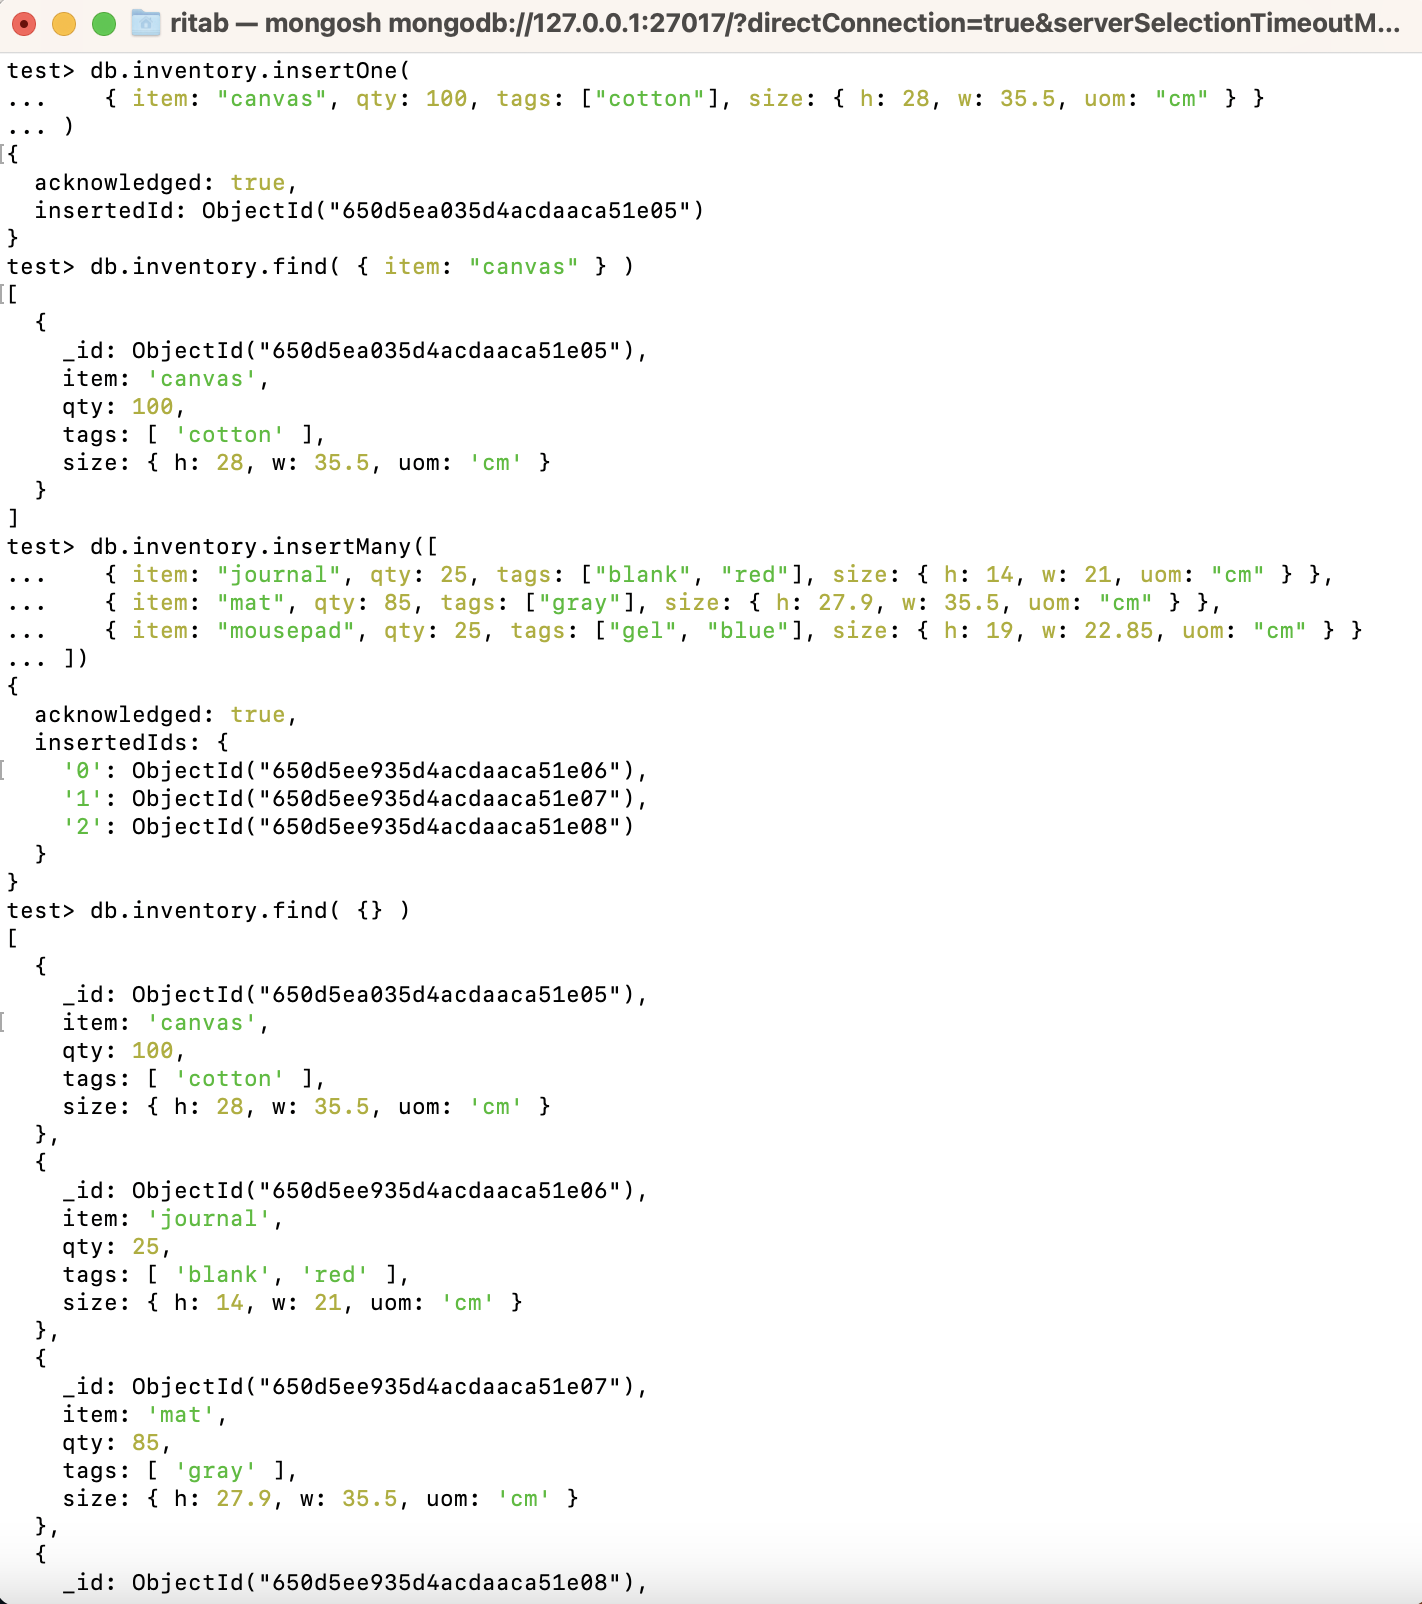 ritab — mongosh mongodb://127.0.0.1:27017/?directConnection=true&serverSelectionTimeoutM...
test> db.inventory.insertOne(
...    { item: "canvas", qty: 100, tags: ["cotton"], size: { h: 28, w: 35.5, uom: "cm" } }
... )
[{
  acknowledged: true,
  insertedId: ObjectId("650d5ea035d4acdaaca51e05")
}
test> db.inventory.find( { item: "canvas" } )
[[
  {
    _id: ObjectId("650d5ea035d4acdaaca51e05"),
    item: 'canvas',
    qty: 100,
    tags: [ 'cotton' ],
    size: { h: 28, w: 35.5, uom: 'cm' }
  }
]
test> db.inventory.insertMany([
...    { item: "journal", qty: 25, tags: ["blank", "red"], size: { h: 14, w: 21, uom: "cm" } },
...    { item: "mat", qty: 85, tags: ["gray"], size: { h: 27.9, w: 35.5, uom: "cm" } },
...    { item: "mousepad", qty: 25, tags: ["gel", "blue"], size: { h: 19, w: 22.85, uom: "cm" } }
... ])
{
  acknowledged: true,
  insertedIds: {
[    '0': ObjectId("650d5ee935d4acdaaca51e06"),
    '1': ObjectId("650d5ee935d4acdaaca51e07"),
    '2': ObjectId("650d5ee935d4acdaaca51e08")
  }
}
test> db.inventory.find( {} )
[
  {
    _id: ObjectId("650d5ea035d4acdaaca51e05"),
[    item: 'canvas',
    qty: 100,
    tags: [ 'cotton' ],
    size: { h: 28, w: 35.5, uom: 'cm' }
  },
  {
    _id: ObjectId("650d5ee935d4acdaaca51e06"),
    item: 'journal',
    qty: 25,
    tags: [ 'blank', 'red' ],
    size: { h: 14, w: 21, uom: 'cm' }
  },
  {
    _id: ObjectId("650d5ee935d4acdaaca51e07"),
    item: 'mat',
    qty: 85,
    tags: [ 'gray' ],
    size: { h: 27.9, w: 35.5, uom: 'cm' }
  },
  {
    _id: ObjectId("650d5ee935d4acdaaca51e08"),